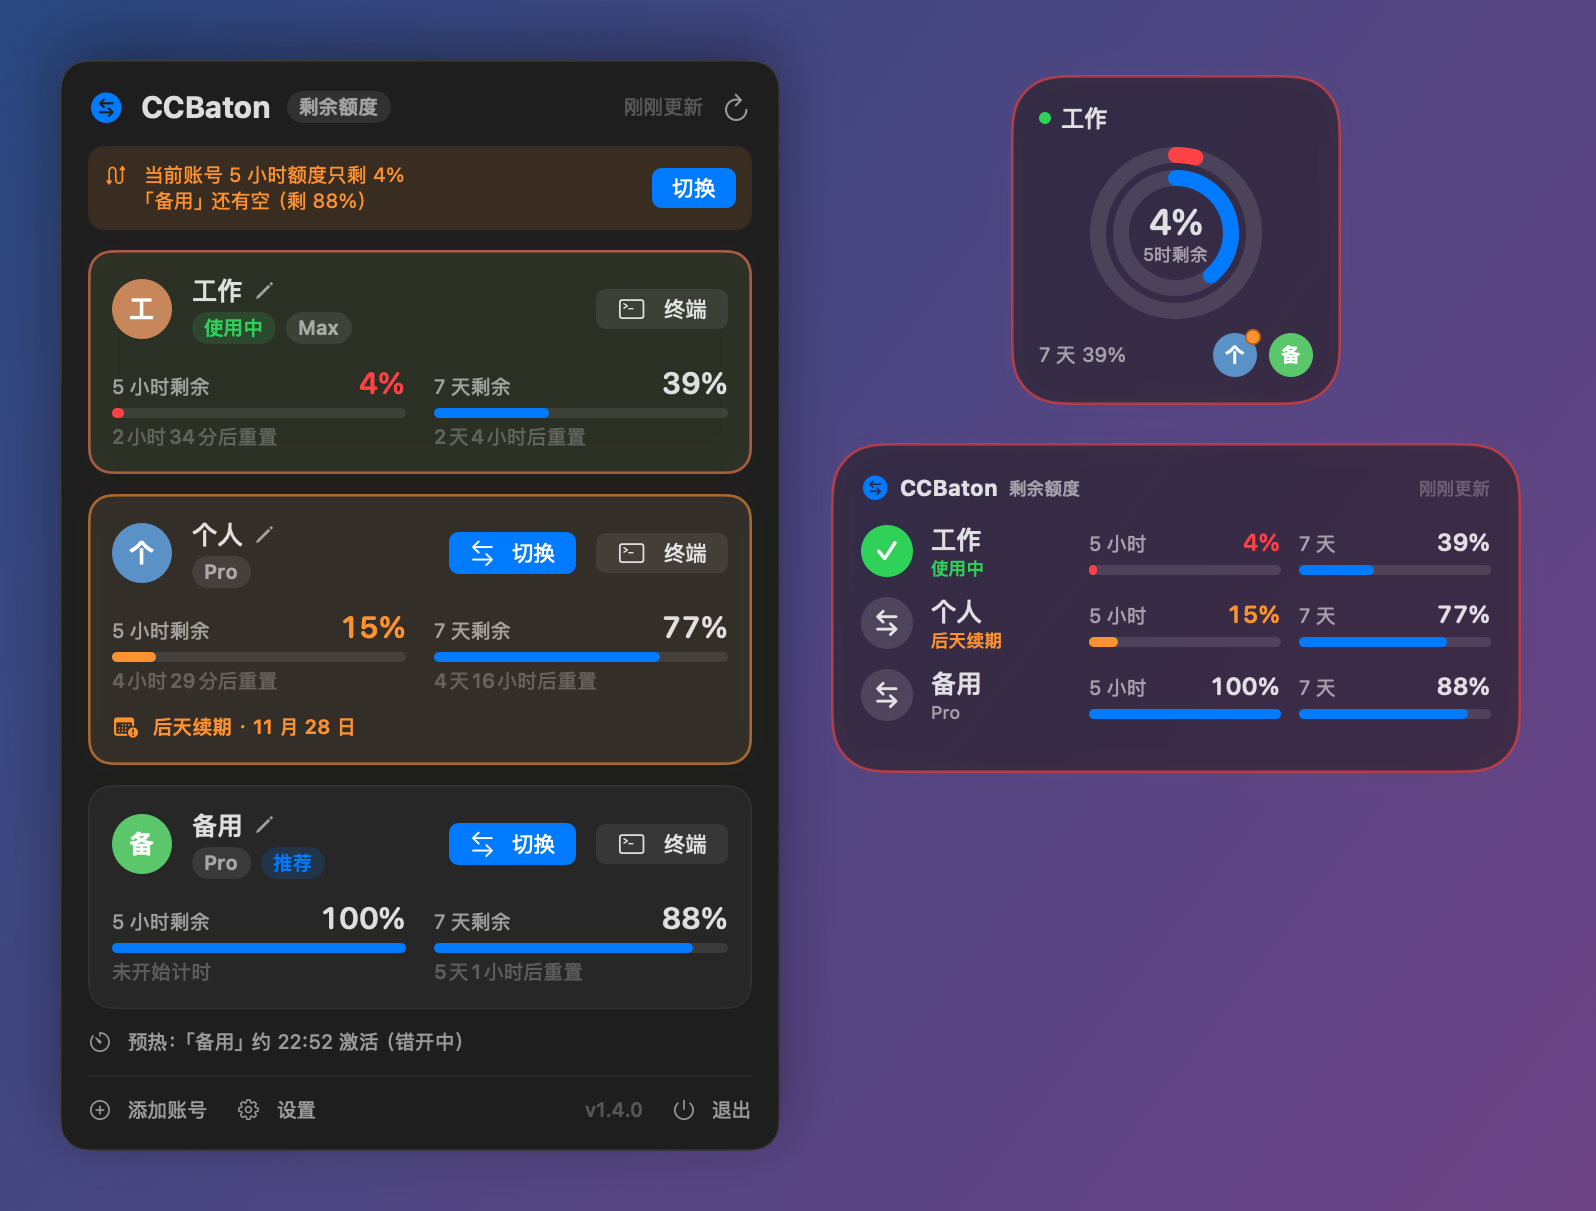 CCBaton 剩余额度 刚刚更新
当前账号 5 小时额度只剩 4%
「备用」还有空（剩 88%）
切换
工
工作
使用中 Max
终端
5 小时剩余 4% 7 天剩余 39%
2小时34分后重置 2天4小时后重置
个
个人
Pro
切换 终端
5 小时剩余 15% 7 天剩余 77%
4小时29分后重置 4天16小时后重置
后天续期 · 11 月 28 日
备
备用
Pro 推荐
切换 终端
5 小时剩余 100% 7 天剩余 88%
未开始计时 5天1小时后重置
预热：「备用」约 22:52 激活（错开中）
添加账号 设置 v1.4.0 退出
工作
4%
5时剩余
7 天 39% 个 备
CCBaton 剩余额度 刚刚更新
工作 5 小时 4% 7 天 39%
使用中
个人 5 小时 15% 7 天 77%
后天续期
备用 5 小时 100% 7 天 88%
Pro